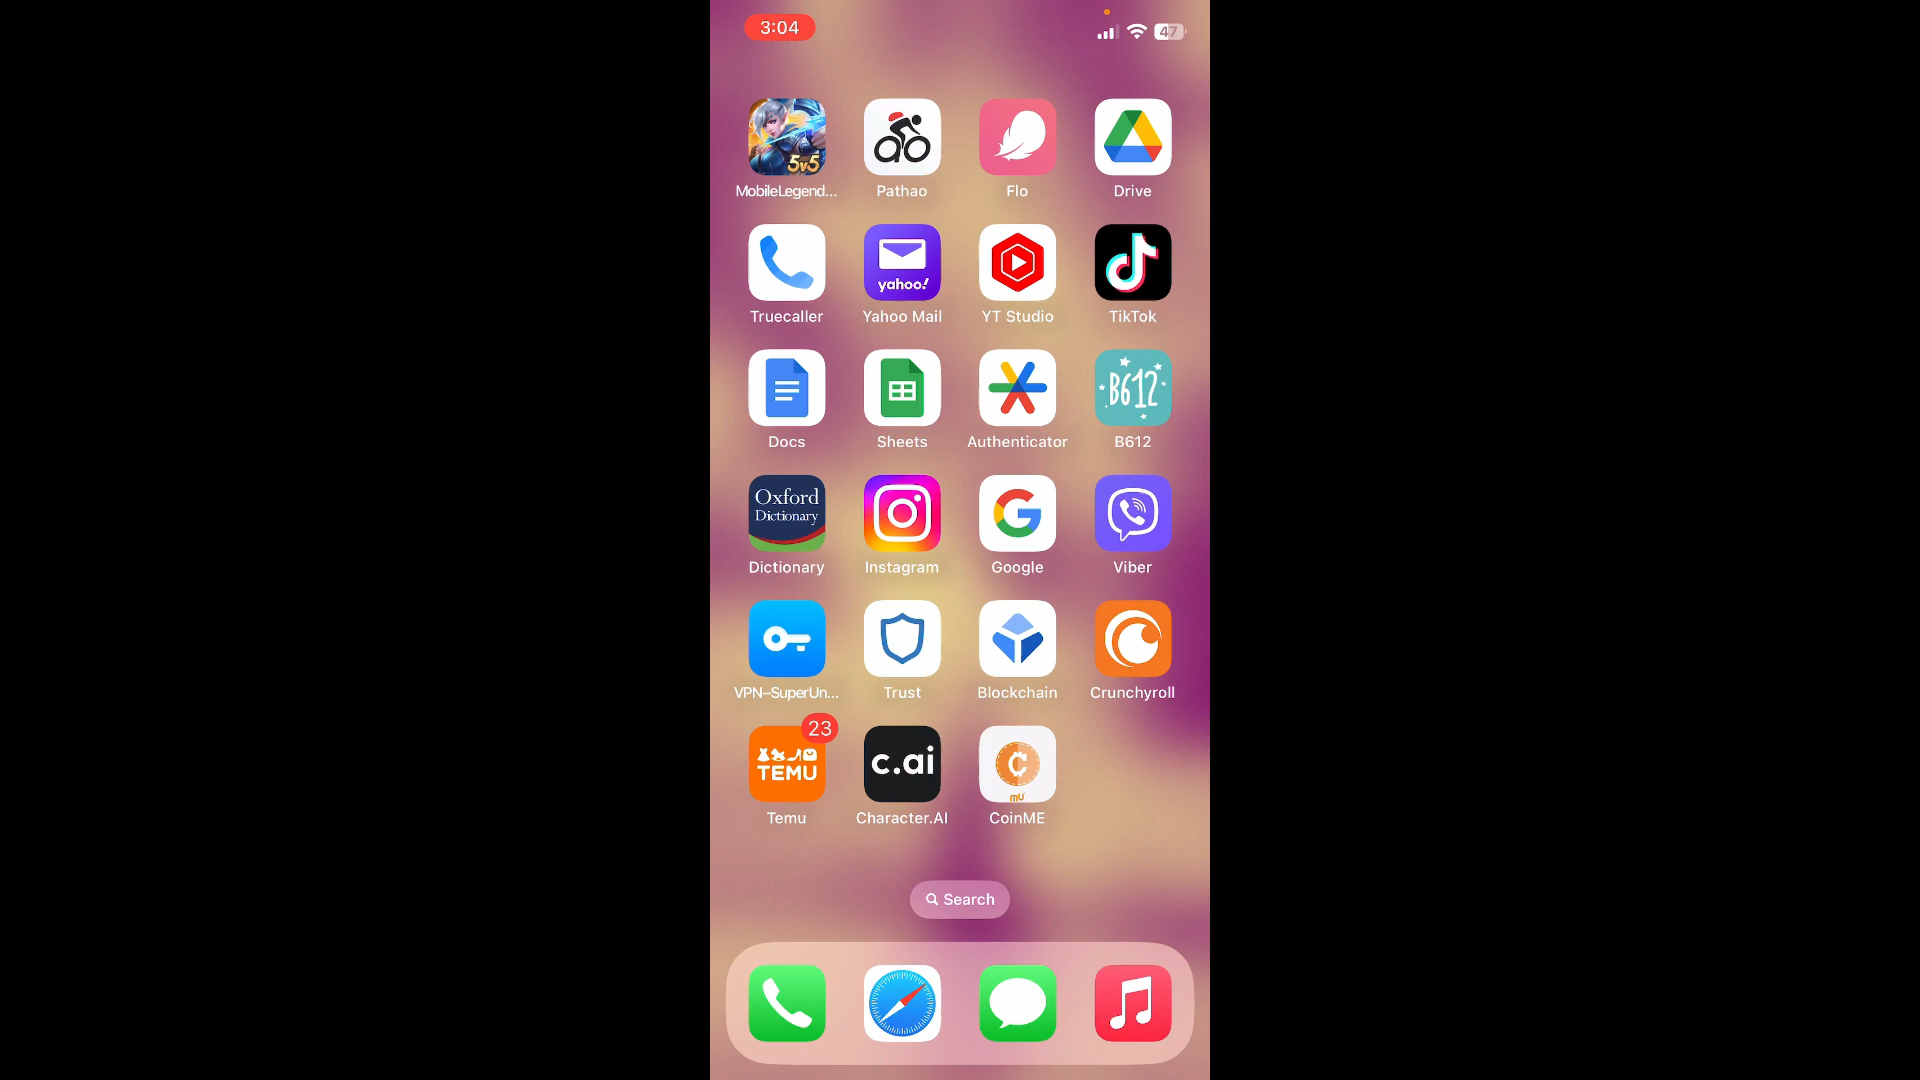 3:04
47
5v5
MobileLegend...
Pathao
Flo
Drive
yahoo!
Truecaller
Yahoo Mail
YT Studio
TikTok
B612
Docs
Sheets
Authenticator
B612
Oxford
Dictionary
Dictionary
Instagram
Google
Viber
VPN–SuperUn...
Trust
Blockchain
Crunchyroll
23
TEMU
c.ai
mu
Temu
Character.AI
CoinME
Search